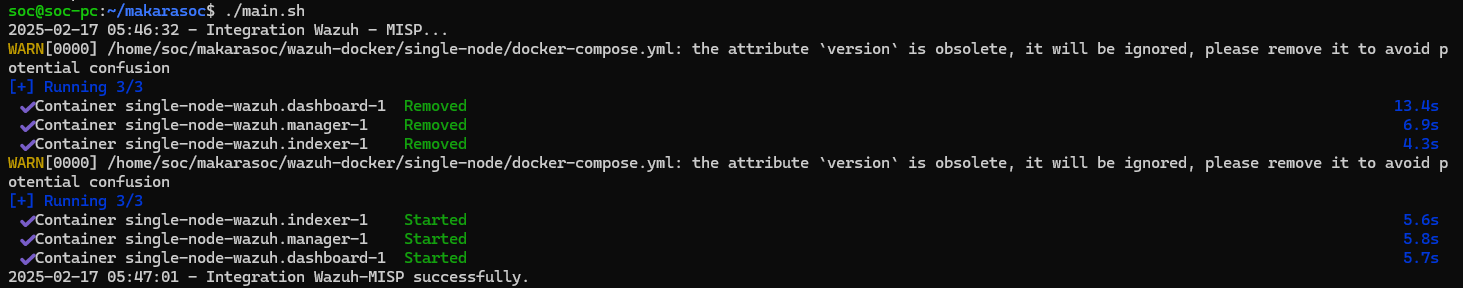 soc@soc-pc:~/makarasoc$ ./main.sh
2025-02-17 05:46:32 - Integration Wazuh - MISP...
WARN[0000] /home/soc/makarasoc/wazuh-docker/single-node/docker-compose.yml: the attribute `version` is obsolete, it will be ignored, please remove it to avoid p
otential confusion
[+] Running 3/3
✔Container single-node-wazuh.dashboard-1  Removed 13.4s
✔Container single-node-wazuh.manager-1    Removed 6.9s
✔Container single-node-wazuh.indexer-1    Removed 4.3s
WARN[0000] /home/soc/makarasoc/wazuh-docker/single-node/docker-compose.yml: the attribute `version` is obsolete, it will be ignored, please remove it to avoid p
otential confusion
[+] Running 3/3
✔Container single-node-wazuh.indexer-1    Started 5.6s
✔Container single-node-wazuh.manager-1    Started 5.8s
✔Container single-node-wazuh.dashboard-1  Started 5.7s
2025-02-17 05:47:01 - Integration Wazuh-MISP successfully.